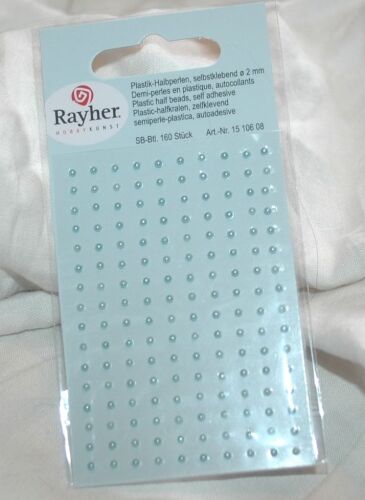 Rayher®
HOBBYKUNST
Plastik-Halbperlen, selbstklebend ø 2 mm
Demi-perles en plastique, autocollants
Plastic half beads, self adhesive
Plastic-halfkralen, zelfklevend
semiperle-plastica, autoadesive
SB-Btl. 160 Stück Art.-Nr. 15 106 08